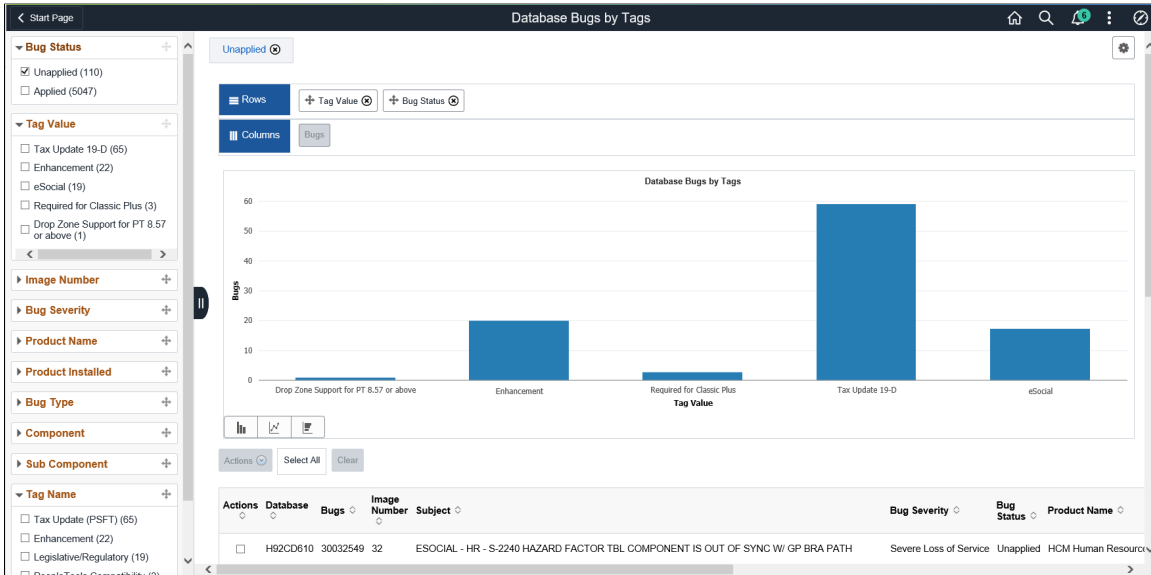 Start Page
Database Bugs by Tags
6
Bug Status
Unapplied (110)
Applied (5047)
Tag Value
Tax Update 19-D (65)
Enhancement (22)
eSocial (19)
Required for Classic Plus (3)
Drop Zone Support for PT 8.57
or above (1)
Image Number
Bug Severity
Product Name
Product Installed
Bug Type
Component
Sub Component
Tag Name
Tax Update (PSFT) (65)
Enhancement (22)
Legislative/Regulatory (19)
Unapplied
Rows
Tag Value
Bug Status
Columns
Bugs
Database Bugs by Tags
60
50
40
30
20
10
0
Bugs
Drop Zone Support for PT 8.57 or above
Enhancement
Required for Classic Plus
Tax Update 19-D
eSocial
Tag Value
Actions
Select All
Clear
Actions Database Bugs Image Number Subject Bug Severity Bug Status Product Name
H92CD610 30032549 32 ESOCIAL - HR - S-2240 HAZARD FACTOR TBL COMPONENT IS OUT OF SYNC W/ GP BRA PATH Severe Loss of Service Unapplied HCM Human